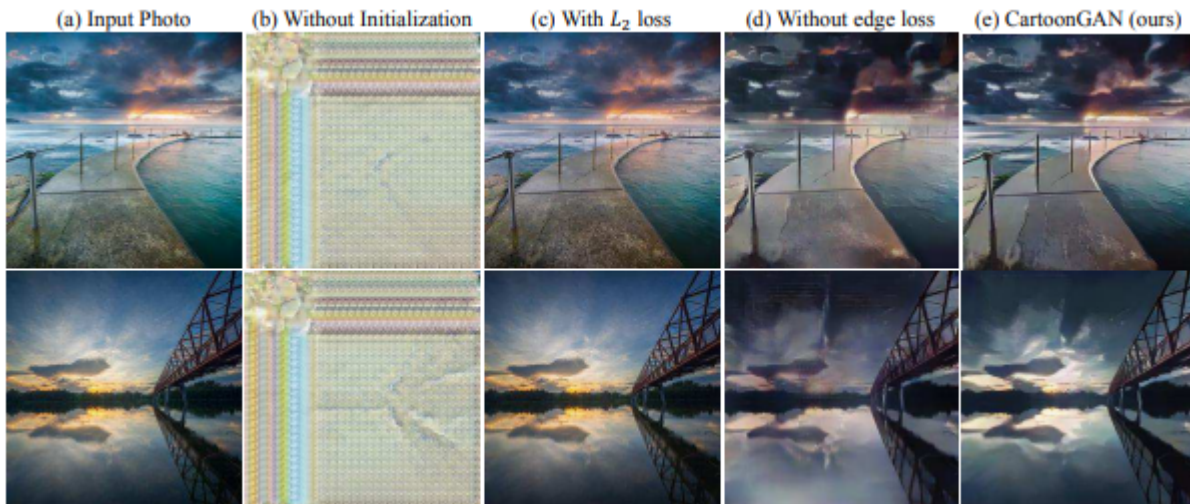 (a) Input Photo
(b) Without Initialization
(c) With L₂ loss
(d) Without edge loss
(e) CartoonGAN (ours)